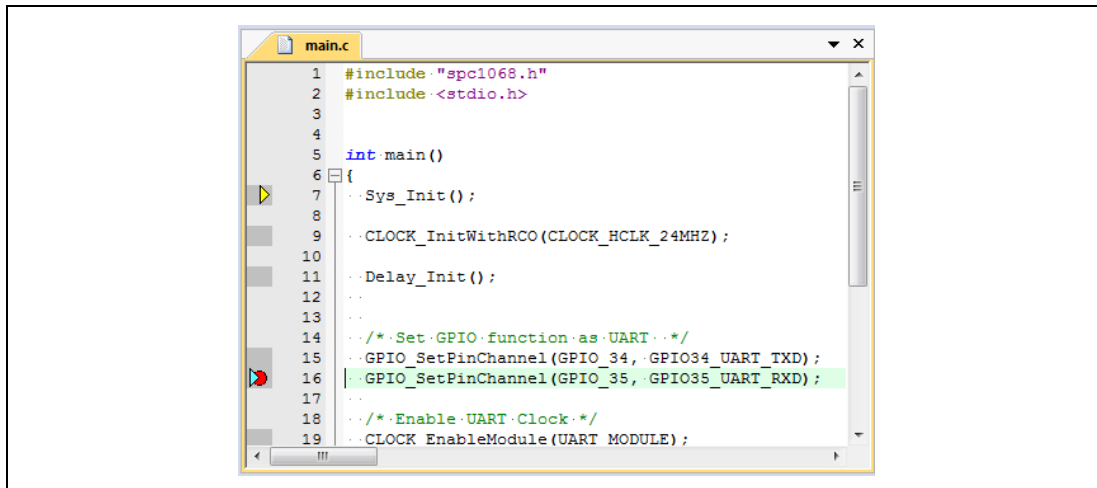 main.c
1 #include "spc1068.h"
2 #include <stdio.h>
3
4
5 int main()
6 {
7 Sys_Init();
8
9 CLOCK_InitWithRCO(CLOCK_HCLK_24MHZ);
10
11 Delay_Init();
12
13
14 /* Set GPIO function as UART */
15 GPIO_SetPinChannel(GPIO_34, GPIO34_UART_TXD);
16 GPIO_SetPinChannel(GPIO_35, GPIO35_UART_RXD);
17
18 /* Enable UART Clock */
19 CLOCK_EnableModule(UART_MODULE);